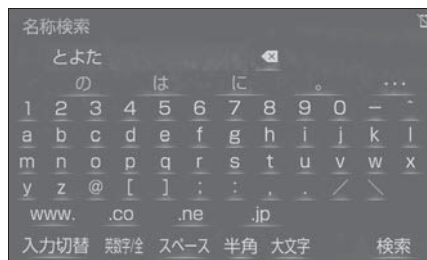 名称検索
とよた
の は に 。 ...
1 2 3 4 5 6 7 8 9 0 - ^
a b c d e f g h i j k l
m n o p q r s t u v w x
y z @ [ ] ; : , . / \
www. .co .ne .jp
入力切替 英数字/全 スペース 半角 大文字 検索